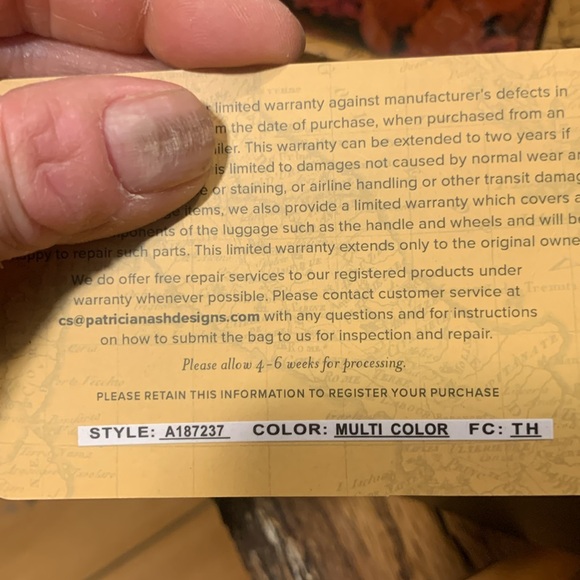 limited warranty against manufacturer's defects in
the date of purchase, when purchased from an
This warranty can be extended to two years if
is limited to damages not caused by normal wear
or staining, or airline handling or other transit
items, we also provide a limited warranty which covers
of the luggage such as the handle and wheels and will
to repair such parts. This limited warranty extends only to the original
We do offer free repair services to our registered products under
warranty whenever possible. Please contact customer service at
cs@patricianashdesigns.com with any questions and for instructions
on how to submit the bag to us for inspection and repair.
Please allow 4-6 weeks for processing.
PLEASE RETAIN THIS INFORMATION TO REGISTER YOUR PURCHASE
STYLE: A187237 COLOR: MULTI COLOR FC: TH